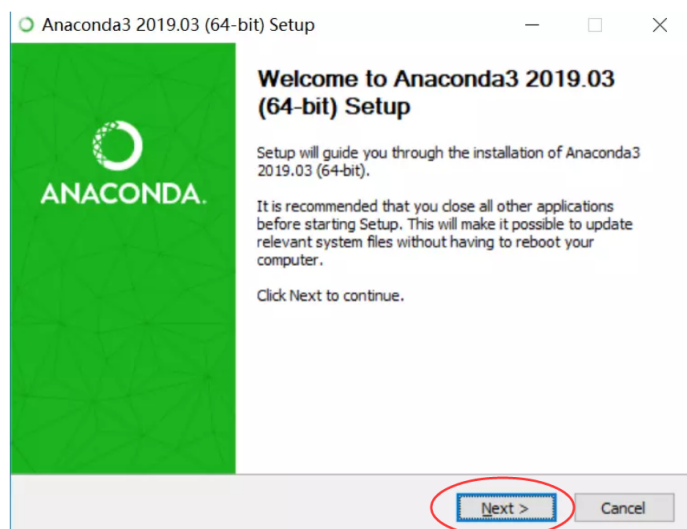 Anaconda3 2019.03 (64-bit) Setup
Welcome to Anaconda3 2019.03
(64-bit) Setup
Setup will guide you through the installation of Anaconda3
2019.03 (64-bit).
It is recommended that you close all other applications
before starting Setup. This will make it possible to update
relevant system files without having to reboot your
computer.
Click Next to continue.
ANACONDA.
Next >
Cancel